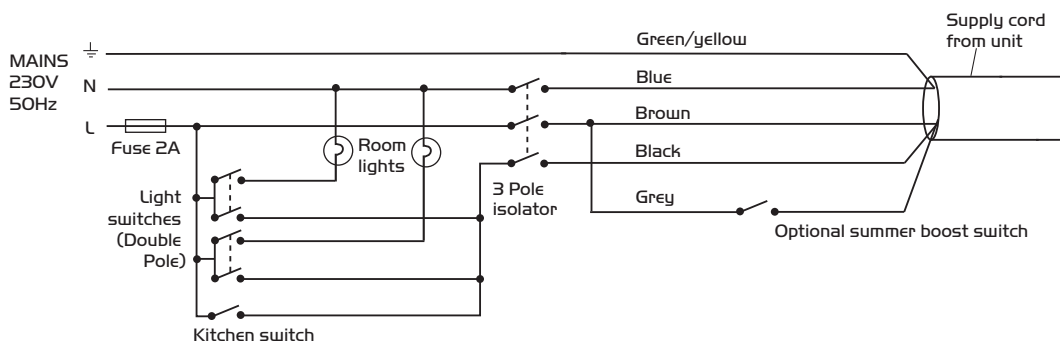 MAINS
230V
50Hz
N
L
Fuse 2A
Light
switches
(Double
Pole)
Kitchen switch
Room
lights
3 Pole
isolator
Green/yellow
Blue
Brown
Black
Grey
Optional summer boost switch
Supply cord
from unit